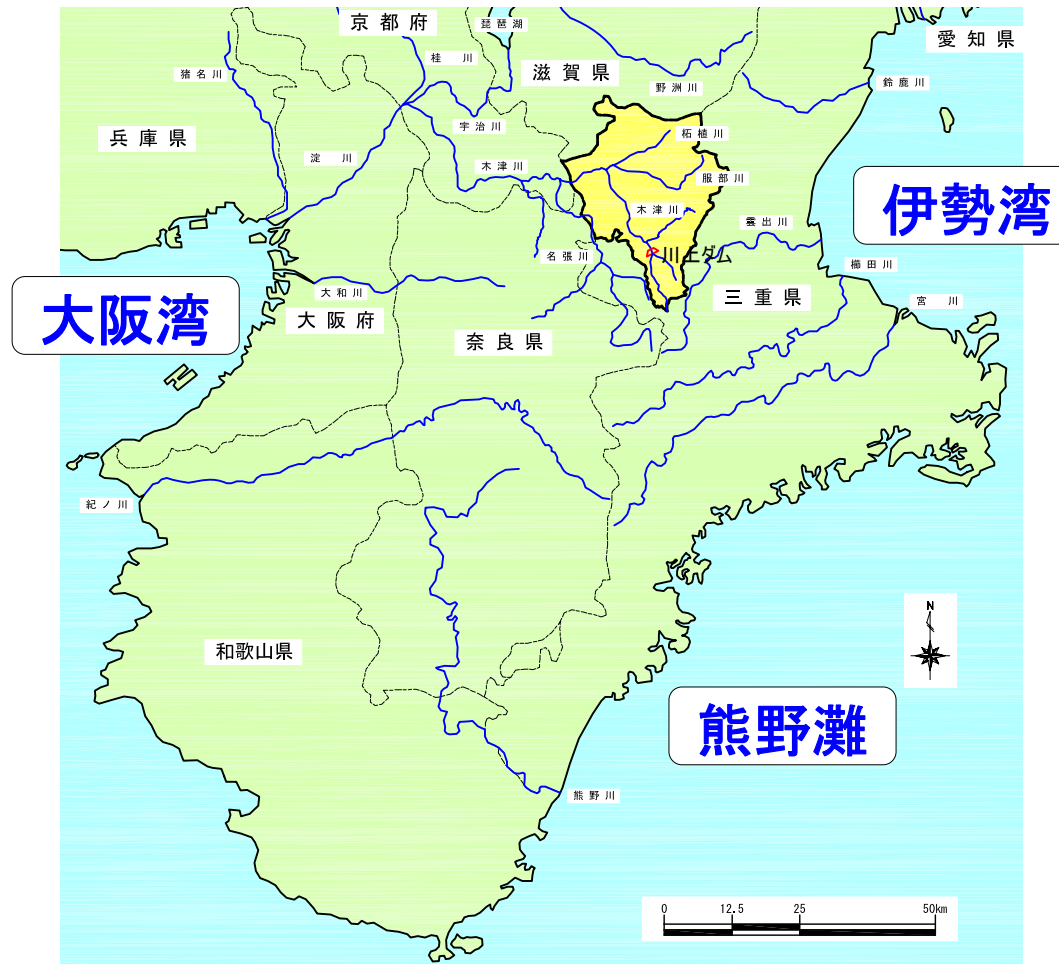 京都府
琵琶湖
愛知県
桂 川
猪名川
滋賀県
野洲川
鈴鹿川
兵庫県
宇治川
柘植川
淀 川
木津川
服部川
伊勢湾
木津川
雲出川
名張川
川上ダム
櫛田川
大和川
三重県
宮 川
大阪湾
大阪府
奈良県
紀ノ川
N
和歌山県
熊野灘
熊野川
0 12.5 25 50km